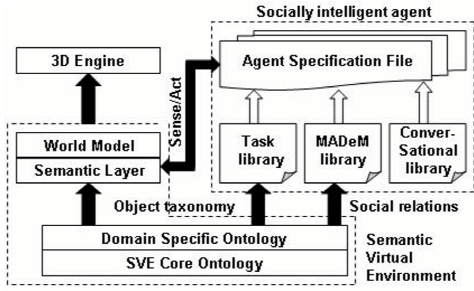 Socially intelligent agent
3D Engine
Agent Specification File
Sense/Act
World Model
Semantic Layer
Task
library
MADeM
library
Conver-
Sational
library
Object taxonomy
Social relations
Domain Specific Ontology
SVE Core Ontology
Semantic
Virtual
Environment